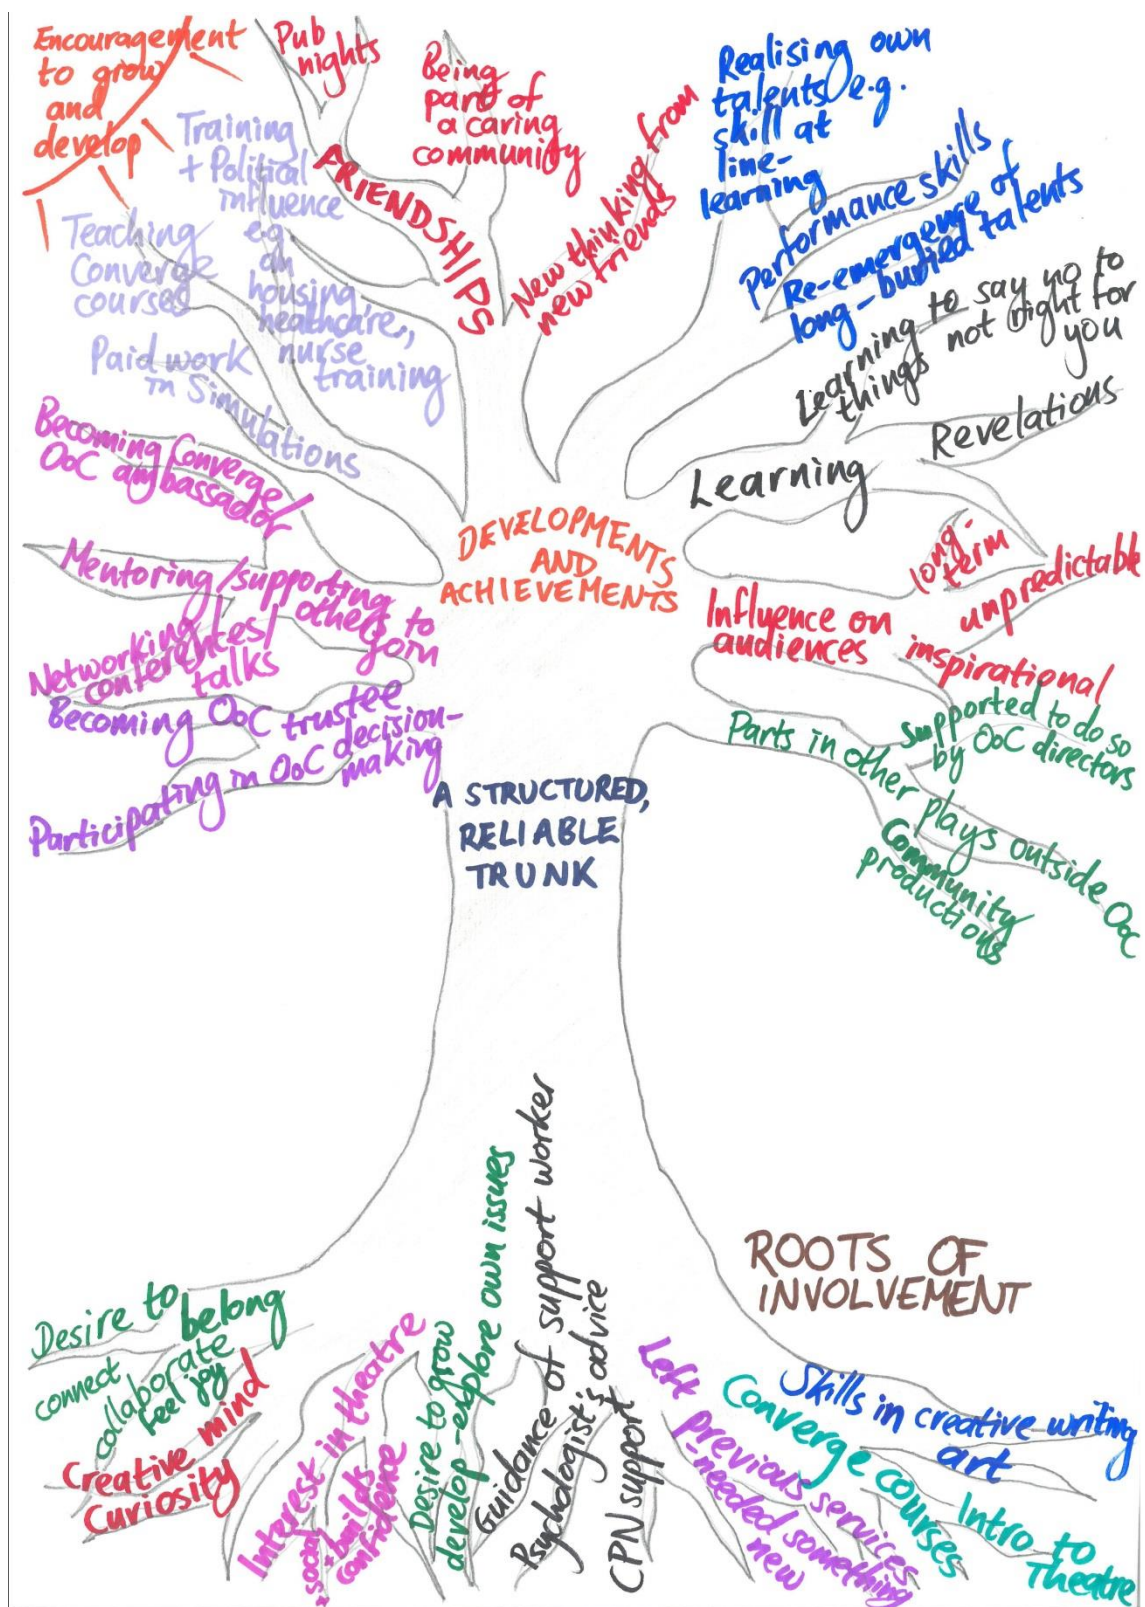 Encouragement
to grow
and
develop
Pub
nights
Being
part of
a caring
community
FRIENDSHIPS
New thinking from
new friends
Realising own
talents e.g.
skill at
line-
learning
Performance skills
Re-emergence of
long-buried talents
Training
+ Political
influence
e.g.
on
housing,
healthcare,
nurse
training
Teaching
Converge
courses
Paid work
in Simulations
Learning to say no to
things not right for
you
Revelations
Learning
Becoming Converge/
OoC ambassador
DEVELOPMENTS
AND
ACHIEVEMENTS
long-
term
unpredictable
Influence on
audiences
inspirational
Mentoring/supporting
others to
join
Networking/
conferences/
talks
Becoming OoC trustee
Participating in OoC decision-
making
Supported to do so
by OoC directors
Parts in other plays outside OoC
Community
productions
A STRUCTURED,
RELIABLE
TRUNK
ROOTS OF
INVOLVEMENT
Desire to belong
connect
collaborate
feel joy
Creative mind
Curiosity
Interest in theatre
+ social
+ builds
confidence
Desire to grow
develop - explore own issues
Guidance of support worker
Psychologist's advice
CPN support
Left previous services
- needed something
new
Converge courses
Intro to
Theatre
Skills in creative writing
art